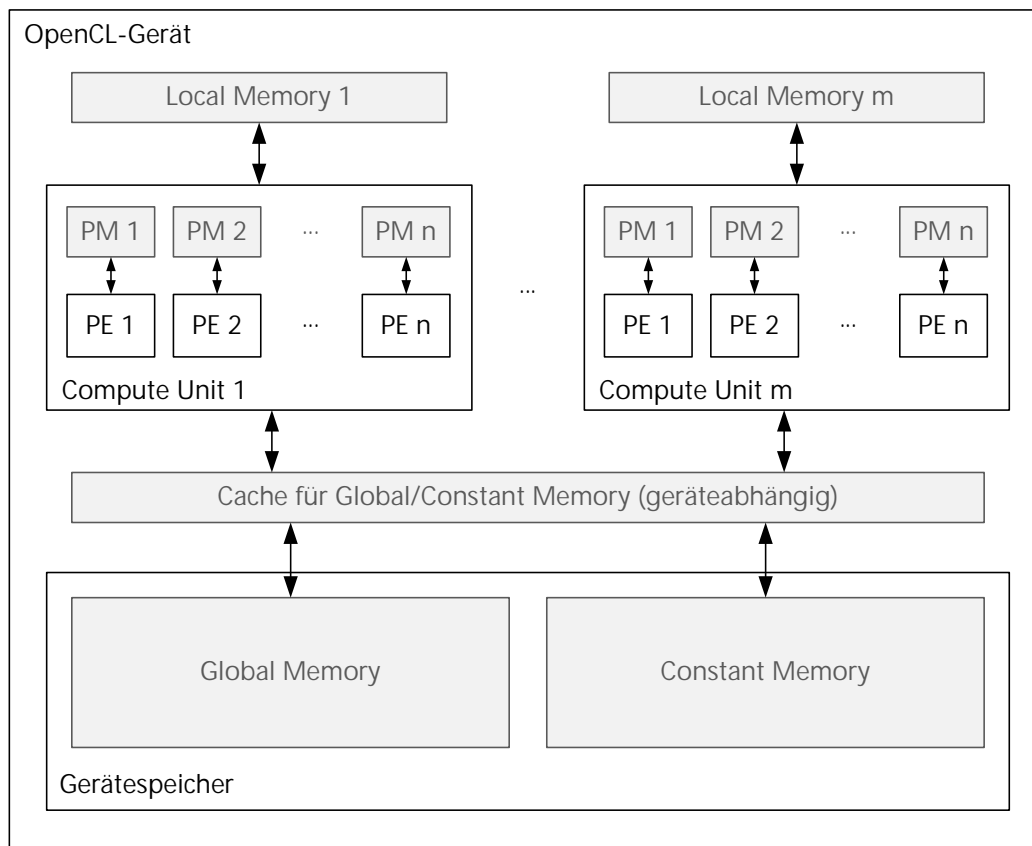 OpenCL-Gerät
Local Memory 1
Local Memory m
PM 1 PM 2 ... PM n
PM 1 PM 2 ... PM n
...
PE 1 PE 2 ... PE n
PE 1 PE 2 ... PE n
Compute Unit 1
Compute Unit m
Cache für Global/Constant Memory (geräteabhängig)
Global Memory
Constant Memory
Gerätespeicher